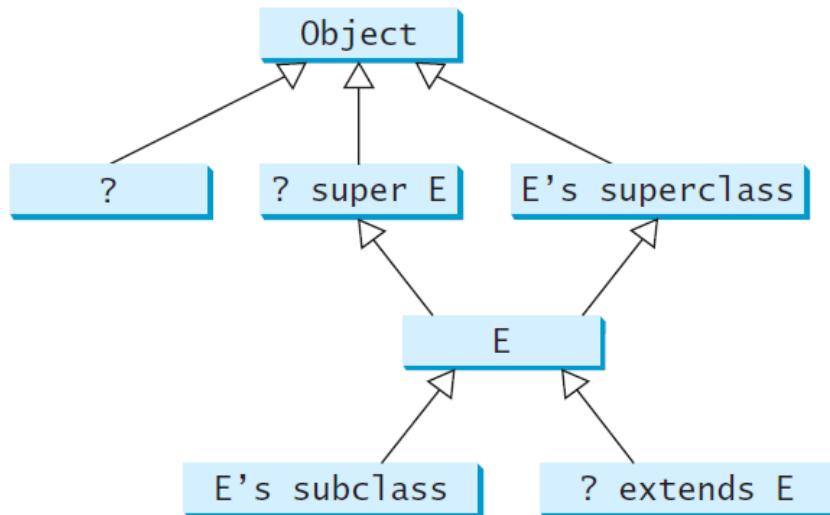 Object
?
? super E
E’s superclass
E
E’s subclass
? extends E